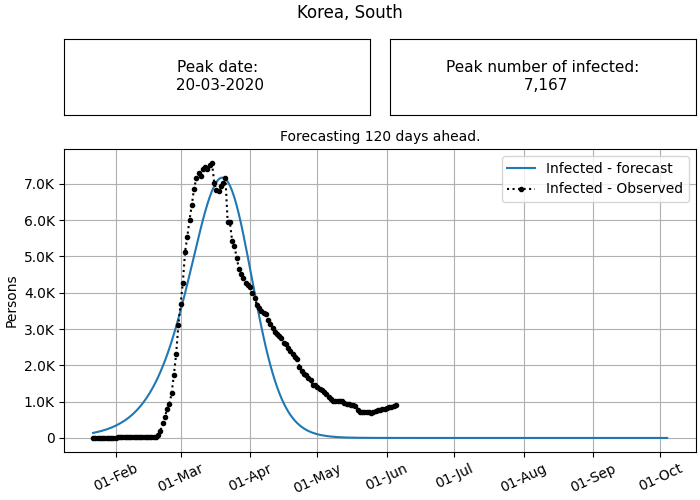 Korea, South
Peak date:
20-03-2020
Peak number of infected:
7,167
Forecasting 120 days ahead.
Infected - forecast
Infected - Observed
Persons
7.0K
6.0K
5.0K
4.0K
3.0K
2.0K
1.0K
0
01-Feb
01-Mar
01-Apr
01-May
01-Jun
01-Jul
01-Aug
01-Sep
01-Oct